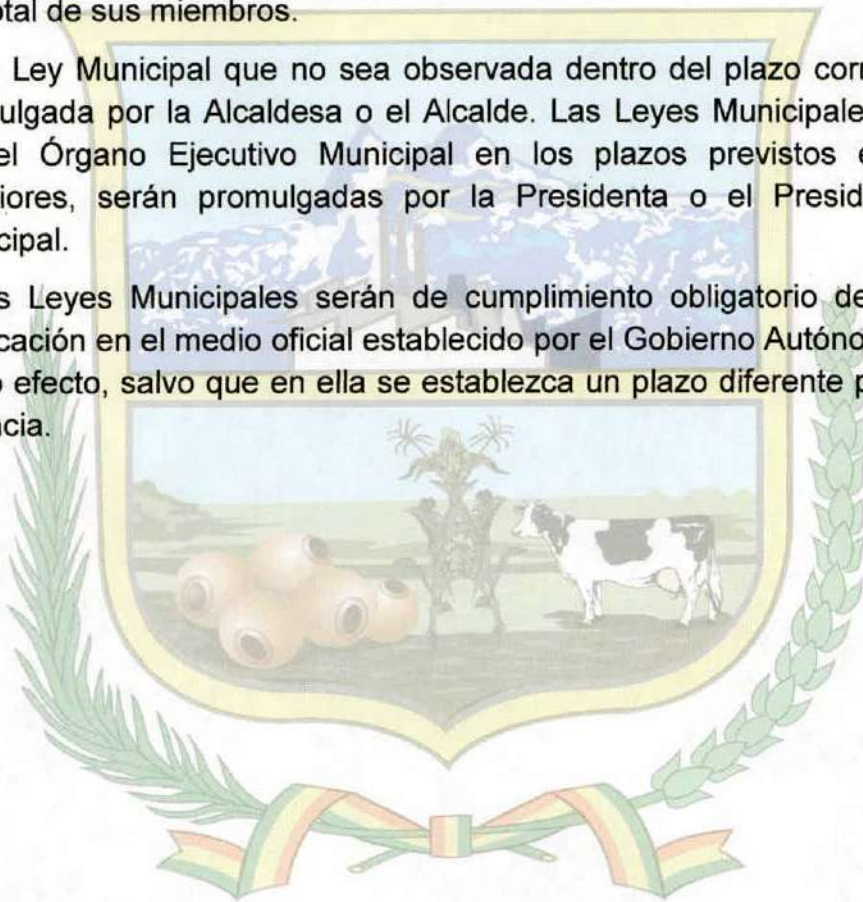 otal de sus miembros.
Ley Municipal que no sea observada dentro del plazo corr
ulgada por la Alcaldesa o el Alcalde. Las Leyes Municipale
el Órgano Ejecutivo Municipal en los plazos previstos e
iores, serán promulgadas por la Presidenta o el Presid
cipal.
s Leyes Municipales serán de cumplimiento obligatorio de
cación en el medio oficial establecido por el Gobierno Autóno
o efecto, salvo que en ella se establezca un plazo diferente p
ncia.